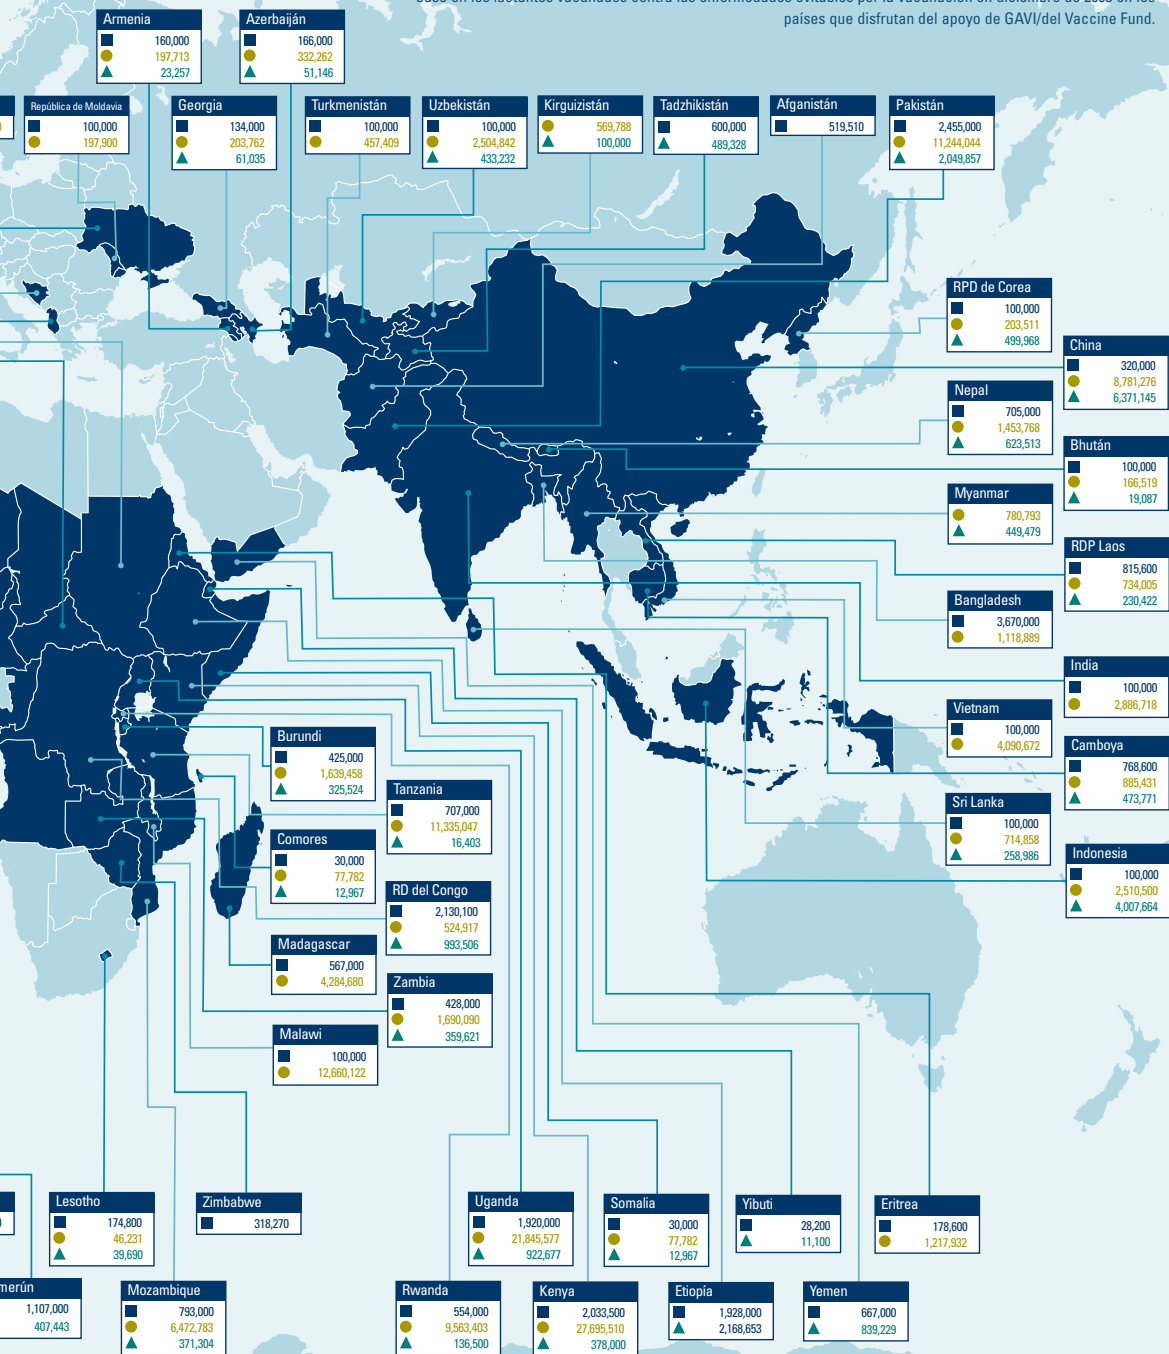 países que disfrutan del apoyo de GAVI/del Vaccine Fund.
Armenia
160,000
197,713
23,257
Azerbaiján
166,000
332,262
51,146
República de Moldavia
100,000
197,900
Georgia
134,000
203,762
61,035
Turkmenistán
100,000
457,409
Uzbekistán
100,000
2,504,842
433,232
Kirguizistán
569,788
100,000
Tadzhikistán
600,000
489,328
Afganistán
519,510
Pakistán
2,455,000
11,244,044
2,049,857
RPD de Corea
100,000
203,511
499,968
China
320,000
8,781,276
6,371,145
Nepal
705,000
1,453,768
623,513
Bhután
100,000
166,519
19,087
Myanmar
780,793
449,479
RDP Laos
815,600
734,005
230,422
Bangladesh
3,670,000
1,118,889
India
100,000
2,886,718
Vietnam
100,000
4,090,672
Camboya
768,600
885,431
473,771
Sri Lanka
100,000
714,858
258,986
Indonesia
100,000
2,510,500
4,007,664
Burundi
425,000
1,639,458
325,524
Tanzania
707,000
11,335,047
16,403
Comores
30,000
77,782
12,967
RD del Congo
2,130,100
524,917
993,506
Madagascar
567,000
4,284,680
Zambia
428,000
1,690,090
359,621
Malawi
100,000
12,660,122
Lesotho
174,800
46,231
39,690
Zimbabwe
318,270
Uganda
1,920,000
21,845,577
922,677
Somalia
30,000
77,782
12,967
Yibuti
28,200
11,100
Eritrea
178,600
1,217,932
merún
1,107,000
407,443
Mozambique
793,000
6,472,783
371,304
Rwanda
554,000
9,563,403
136,500
Kenya
2,033,500
27,695,510
378,000
Etiopía
1,928,000
2,168,653
Yemen
667,000
839,229